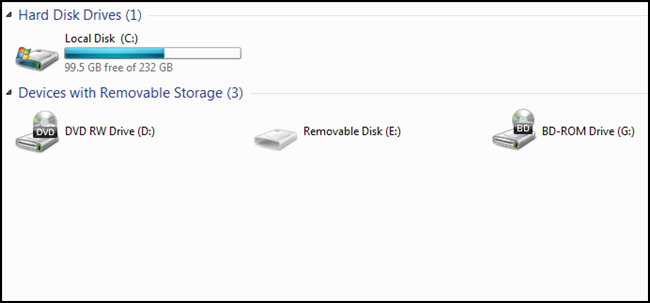 Hard Disk Drives (1)
Local Disk (C:)
99.5 GB free of 232 GB
Devices with Removable Storage (3)
DVD
DVD RW Drive (D:)
Removable Disk (E:)
BD
BD-ROM Drive (G:)